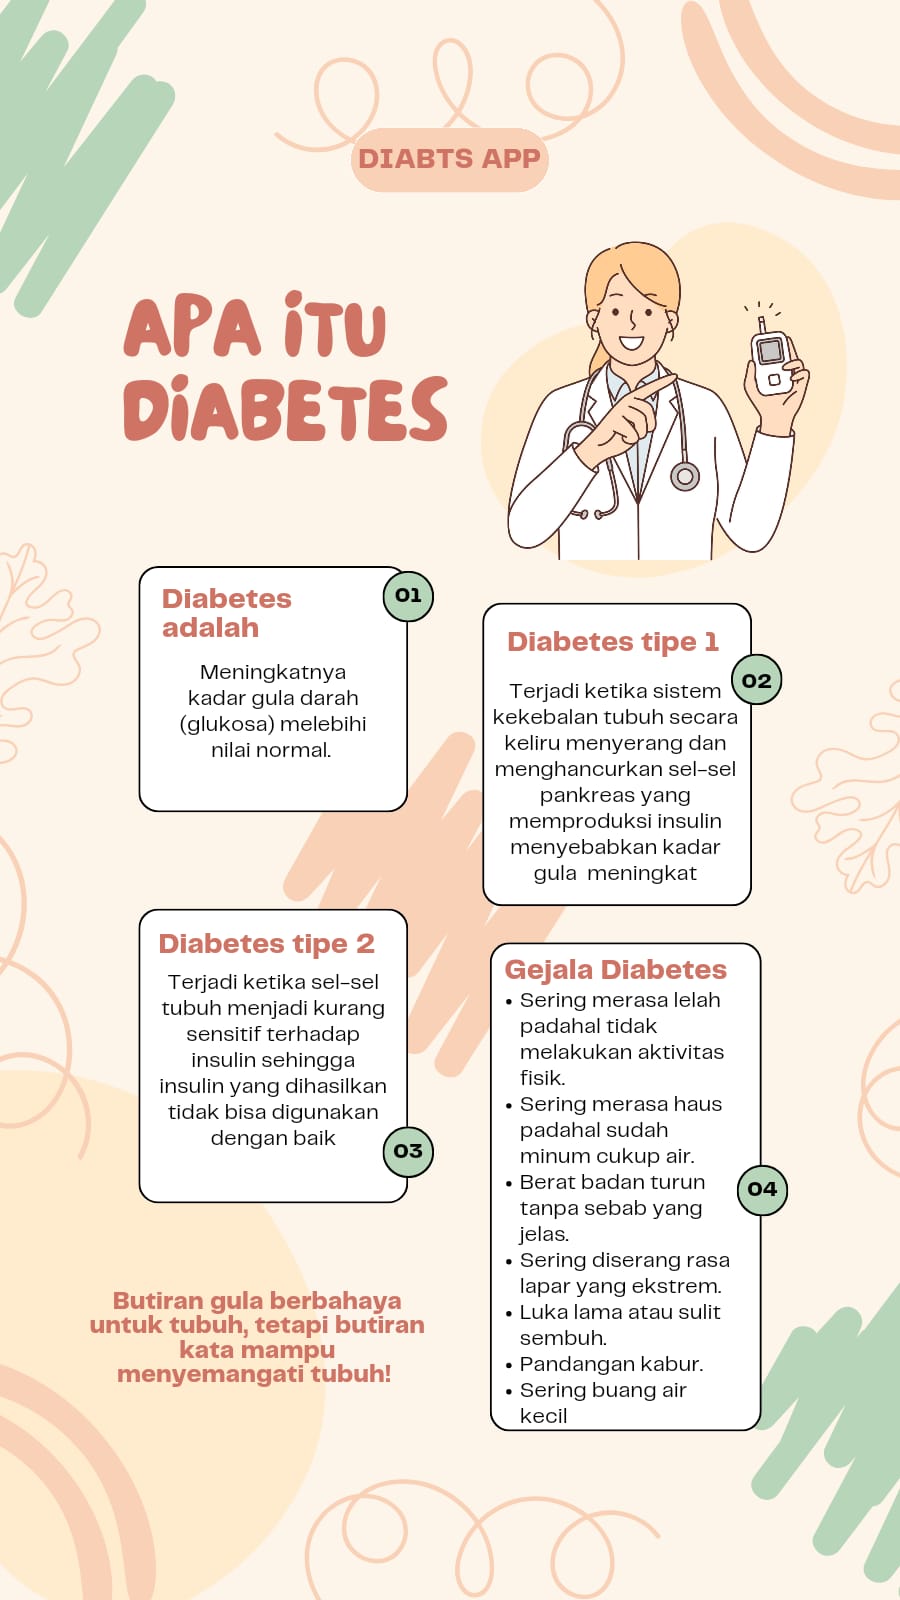 DIABTS APP
APA iTU
DiABETES
Diabetes
adalah
01
Meningkatnya
kadar gula darah
(glukosa) melebihi
nilai normal.
Diabetes tipe 1
02
Terjadi ketika sistem
kekebalan tubuh secara
keliru menyerang dan
menghancurkan sel-sel
pankreas yang
memproduksi insulin
menyebabkan kadar
gula  meningkat
Diabetes tipe 2
Terjadi ketika sel-sel
tubuh menjadi kurang
sensitif terhadap
insulin sehingga
insulin yang dihasilkan
tidak bisa digunakan
dengan baik
03
Gejala Diabetes
• Sering merasa lelah
padahal tidak
melakukan aktivitas
fisik.
• Sering merasa haus
padahal sudah
minum cukup air.
• Berat badan turun
tanpa sebab yang
jelas.
• Sering diserang rasa
lapar yang ekstrem.
• Luka lama atau sulit
sembuh.
• Pandangan kabur.
• Sering buang air
kecil
04
Butiran gula berbahaya
untuk tubuh, tetapi butiran
kata mampu
menyemangati tubuh!